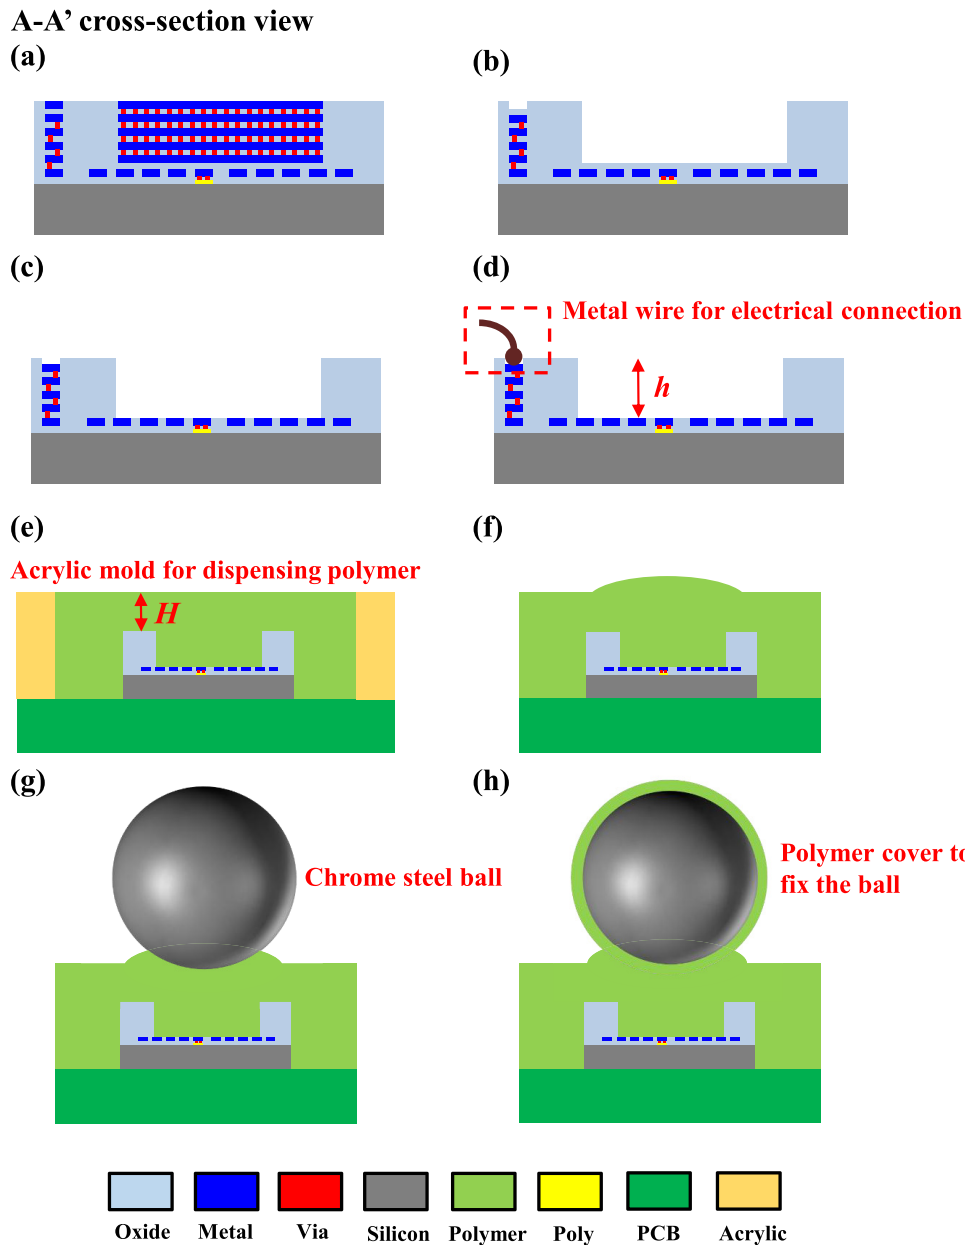 A-A’ cross-section view
(a)
(b)
(c)
(d)
Metal wire for electrical connection
h
(e)
(f)
Acrylic mold for dispensing polymer
H
(g)
(h)
Chrome steel ball
Polymer cover to
fix the ball
Oxide Metal Via Silicon Polymer Poly PCB Acrylic